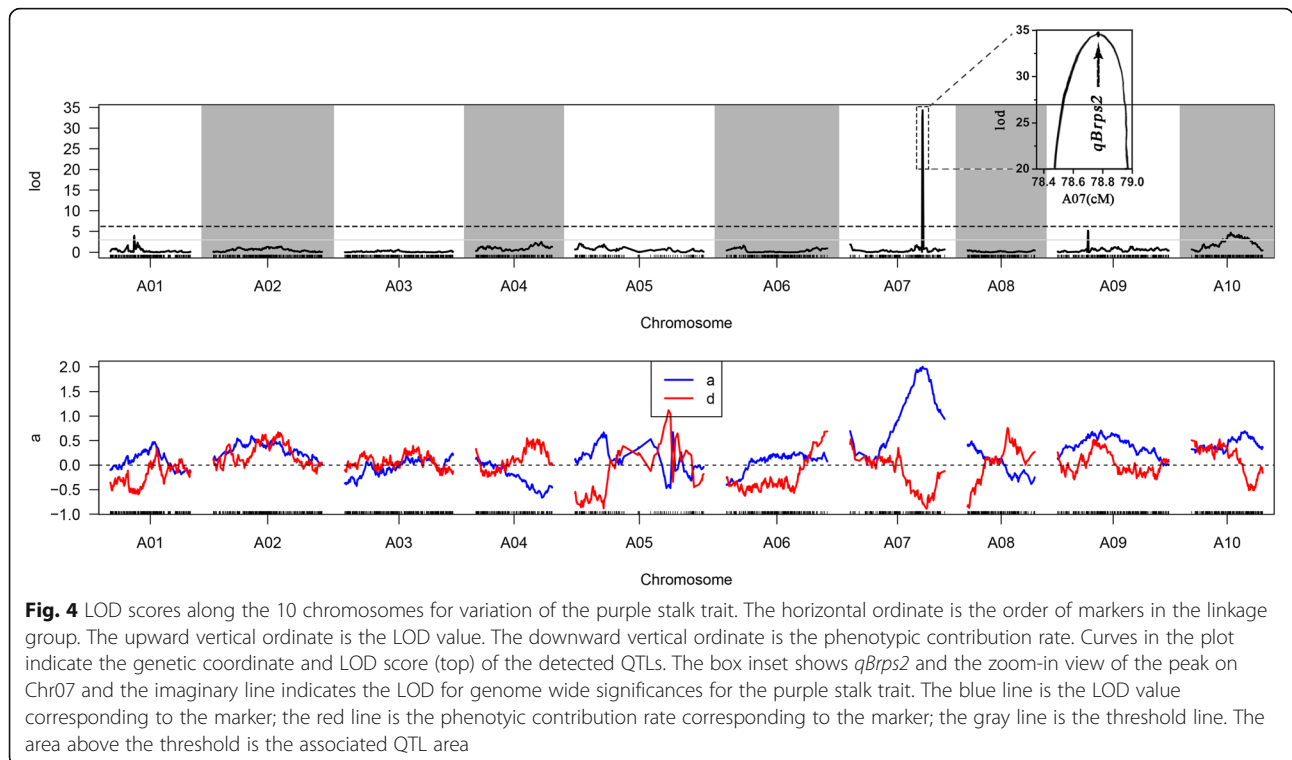 35
30
25
20
15
10
5
0
lod
35
30
25
20
lod
qBrps2
78.4 78.6 78.8 79.0
A07(cM)
A01 A02 A03 A04 A05 A06 A07 A08 A09 A10
Chromosome
2.0
1.5
1.0
0.5
0.0
−0.5
−1.0
a
a
d
A01 A02 A03 A04 A05 A06 A07 A08 A09 A10
Chromosome
Fig. 4 LOD scores along the 10 chromosomes for variation of the purple stalk trait. The horizontal ordinate is the order of markers in the linkage
group. The upward vertical ordinate is the LOD value. The downward vertical ordinate is the phenotypic contribution rate. Curves in the plot
indicate the genetic coordinate and LOD score (top) of the detected QTLs. The box inset shows qBrps2 and the zoom-in view of the peak on
Chr07 and the imaginary line indicates the LOD for genome wide significances for the purple stalk trait. The blue line is the LOD value
corresponding to the marker; the red line is the phenotyic contribution rate corresponding to the marker; the gray line is the threshold line. The
area above the threshold is the associated QTL area